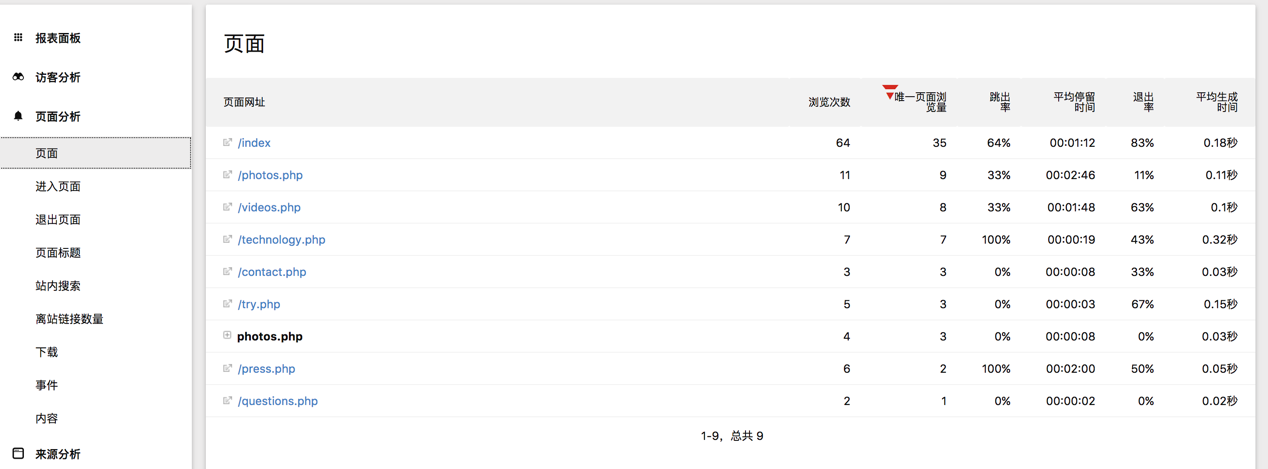 报表面板
访客分析
页面分析
页面
进入页面
退出页面
页面标题
站内搜索
离站链接数量
下载
事件
内容
来源分析
页面
页面网址 浏览次数 唯一页面浏览量 跳出率 平均停留时间 退出率 平均生成时间
/index 64 35 64% 00:01:12 83% 0.18秒
/photos.php 11 9 33% 00:02:46 11% 0.11秒
/videos.php 10 8 33% 00:01:48 63% 0.1秒
/technology.php 7 7 100% 00:00:19 43% 0.32秒
/contact.php 3 3 0% 00:00:08 33% 0.03秒
/try.php 5 3 0% 00:00:03 67% 0.15秒
photos.php 4 3 0% 00:00:08 0% 0.03秒
/press.php 6 2 100% 00:02:00 50% 0.05秒
/questions.php 2 1 0% 00:00:02 0% 0.02秒
1-9，总共 9